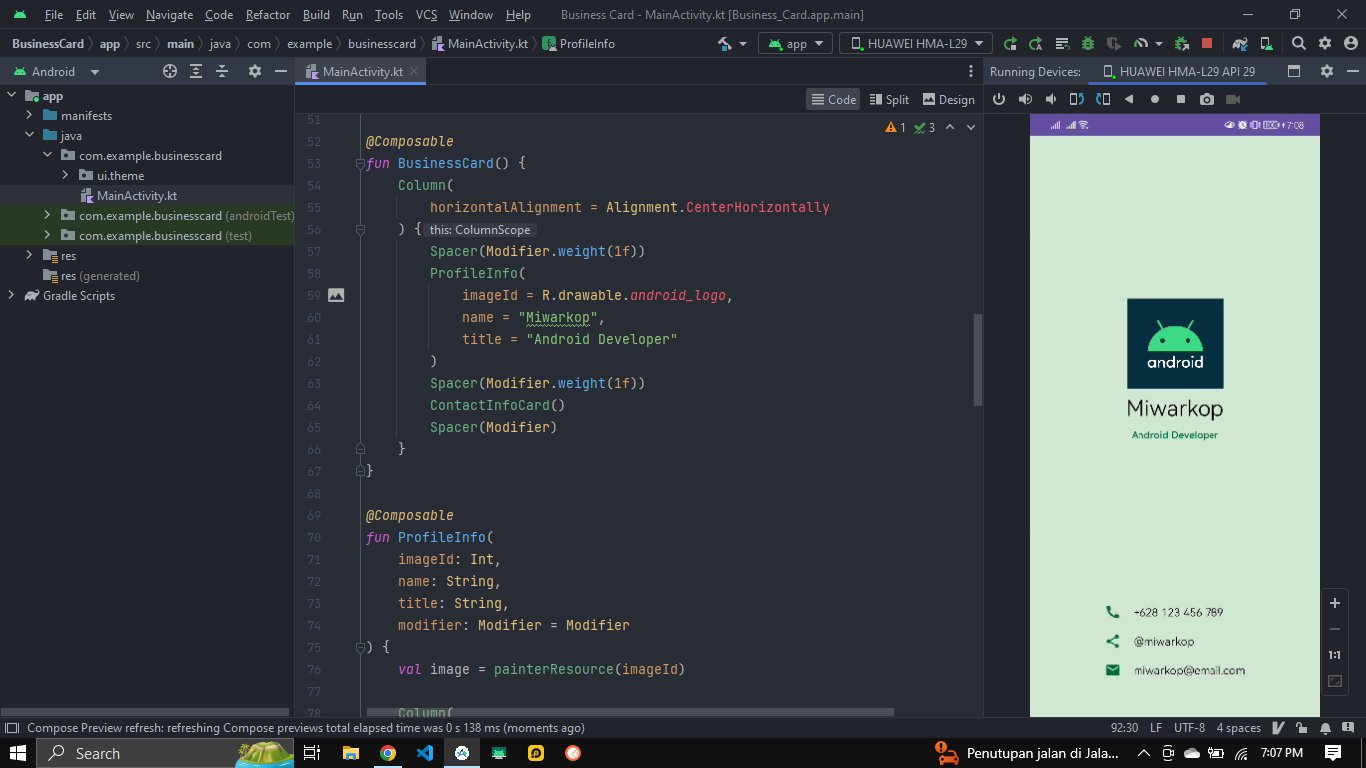 File Edit View Navigate Code Refactor Build Run Tools VCS Window Help Business Card - MainActivity.kt [Business_Card.app.main]
BusinessCard app src main java com example businesscard MainActivity.kt ProfileInfo app HUAWEI HMA-L29
Android MainActivity.kt Running Devices: HUAWEI HMA-L29 API 29
Code Split Design
app
manifests
java
com.example.businesscard
ui.theme
MainActivity.kt
com.example.businesscard (androidTest)
com.example.businesscard (test)
res
res (generated)
Gradle Scripts
1 3
51
52 @Composable
53 fun BusinessCard() {
54 Column(
55 horizontalAlignment = Alignment.CenterHorizontally
56 ) { this: ColumnScope
57 Spacer(Modifier.weight(1f))
58 ProfileInfo(
59 imageId = R.drawable.android_logo,
60 name = "Miwarkop",
61 title = "Android Developer"
62 )
63 Spacer(Modifier.weight(1f))
64 ContactInfoCard()
65 Spacer(Modifier)
66 }
67 }
68
69 @Composable
70 fun ProfileInfo(
71 imageId: Int,
72 name: String,
73 title: String,
74 modifier: Modifier = Modifier
75 ) {
76 val image = painterResource(imageId)
77
78 Column(
7:08
android
Miwarkop
Android Developer
+628 123 456 789
@miwarkop
miwarkop@email.com
1:1
Compose Preview refresh: refreshing Compose previews total elapsed time was 0 s 138 ms (moments ago) 92:30 LF UTF-8 4 spaces
Search Penutupan jalan di Jala... 7:07 PM